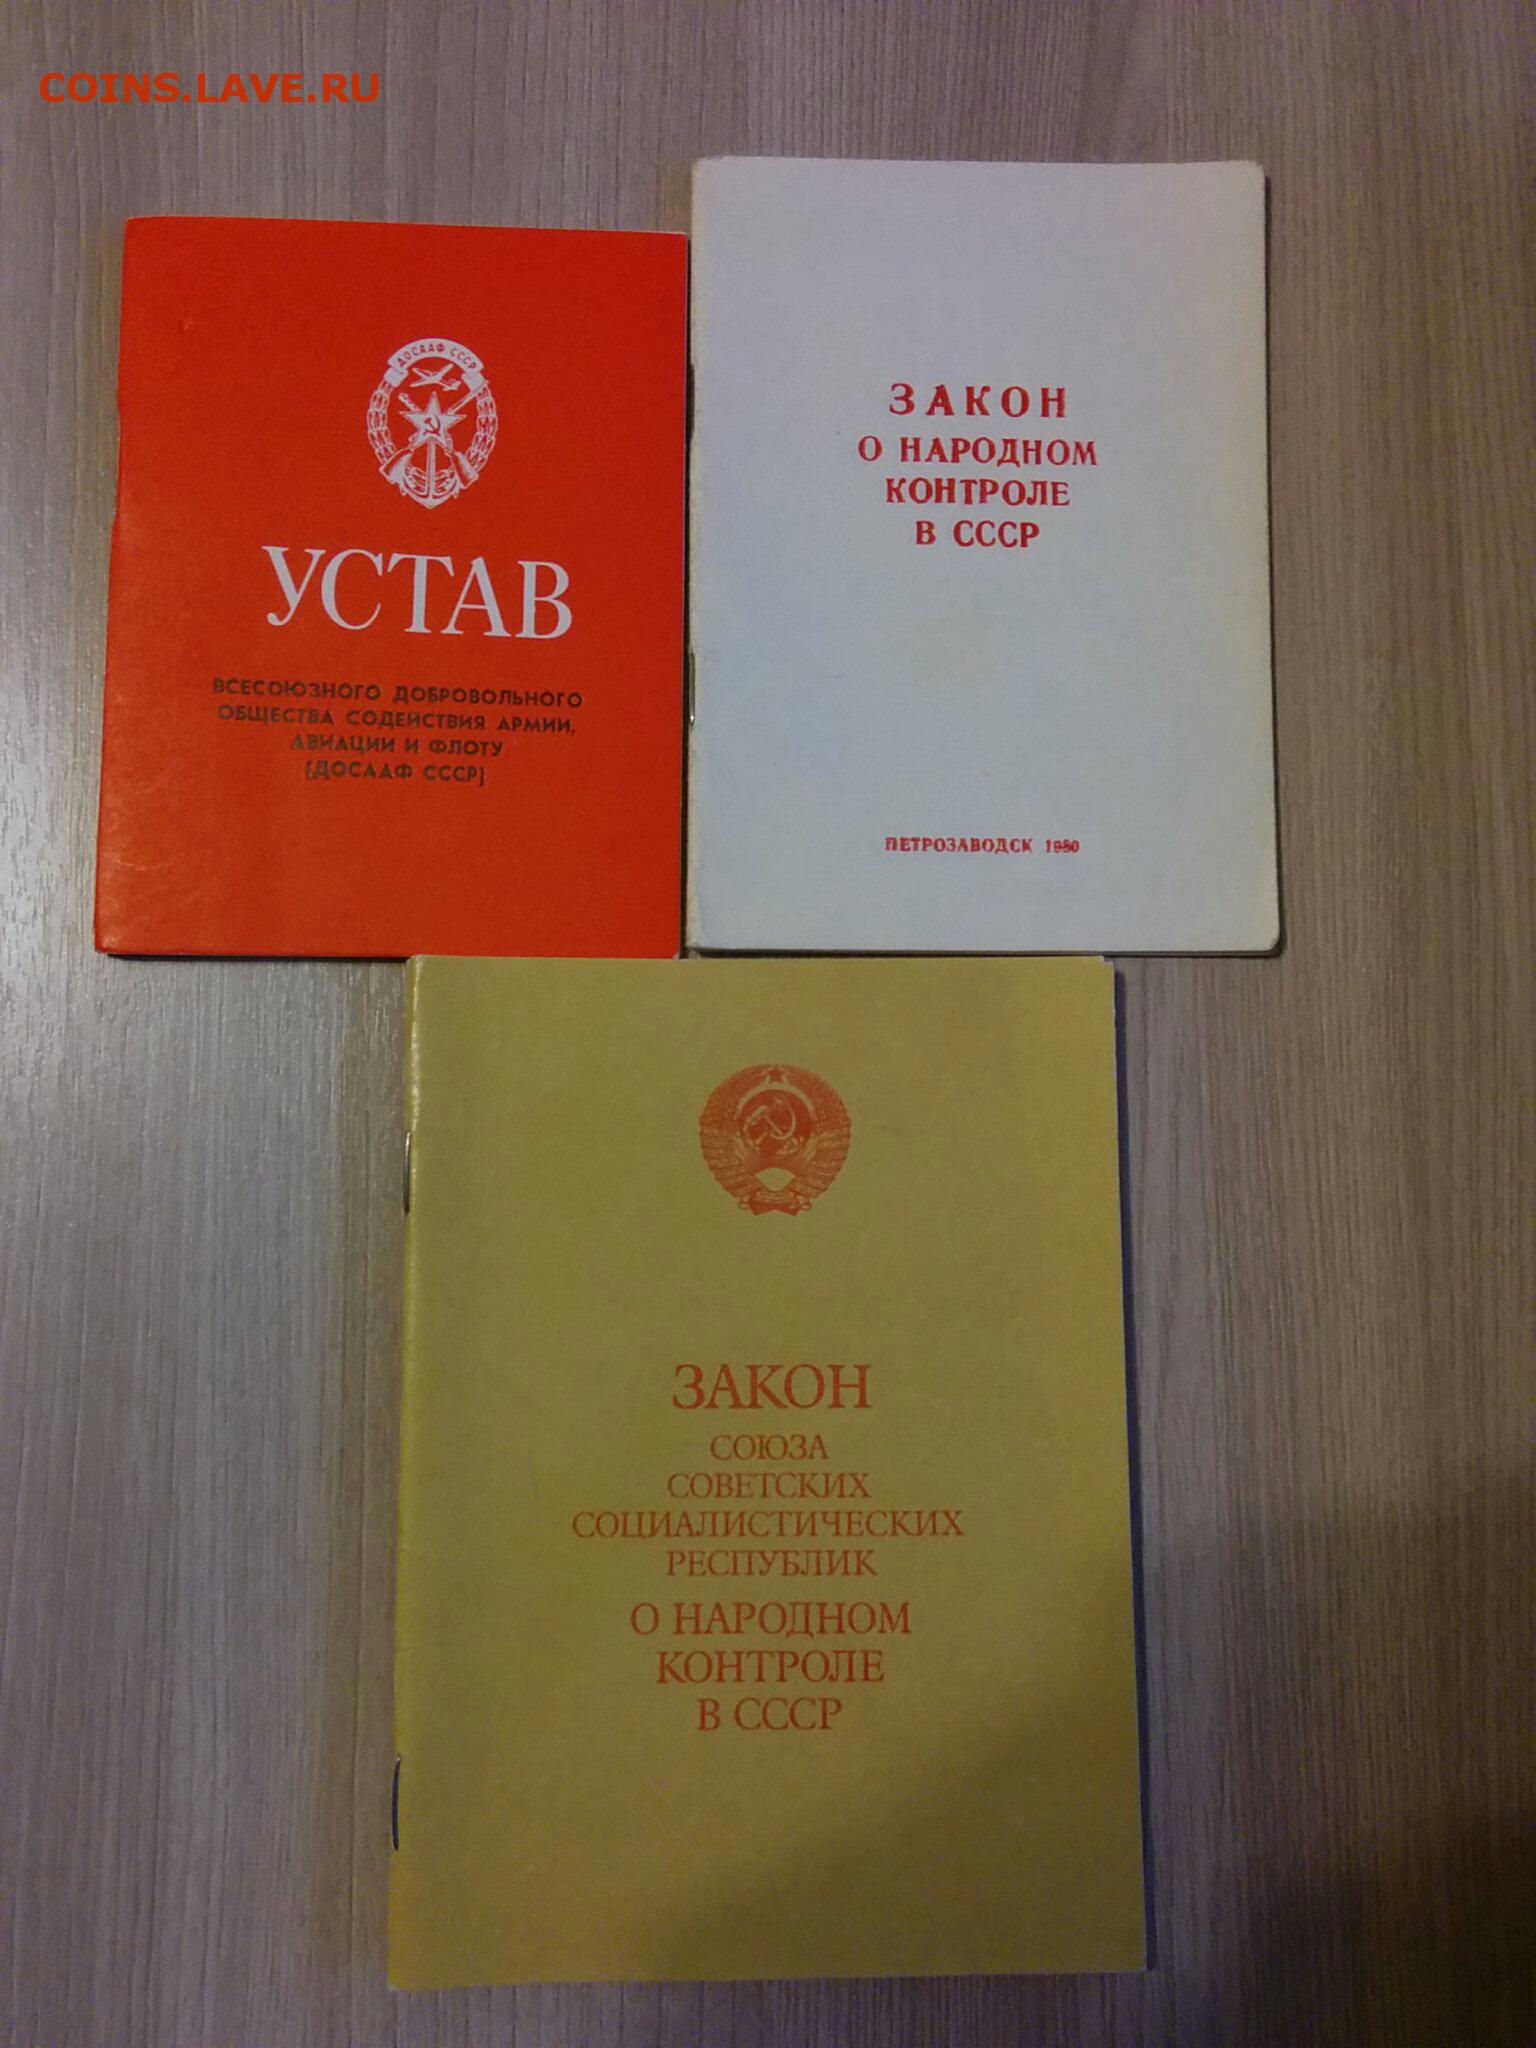 COINS.LAVE.RU
ДОСААФ СССР
УСТАВ
ВСЕСОЮЗНОГО ДОБРОВОЛЬНОГО
ОБЩЕСТВА СОДЕЙСТВИЯ АРМИИ,
АВИАЦИИ И ФЛОТУ
(ДОСААФ СССР)
ЗАКОН
О НАРОДНОМ
КОНТРОЛЕ
В СССР
ПЕТРОЗАВОДСК 1980
ЗАКОН
СОЮЗА
СОВЕТСКИХ
СОЦИАЛИСТИЧЕСКИХ
РЕСПУБЛИК
О НАРОДНОМ
КОНТРОЛЕ
В СССР